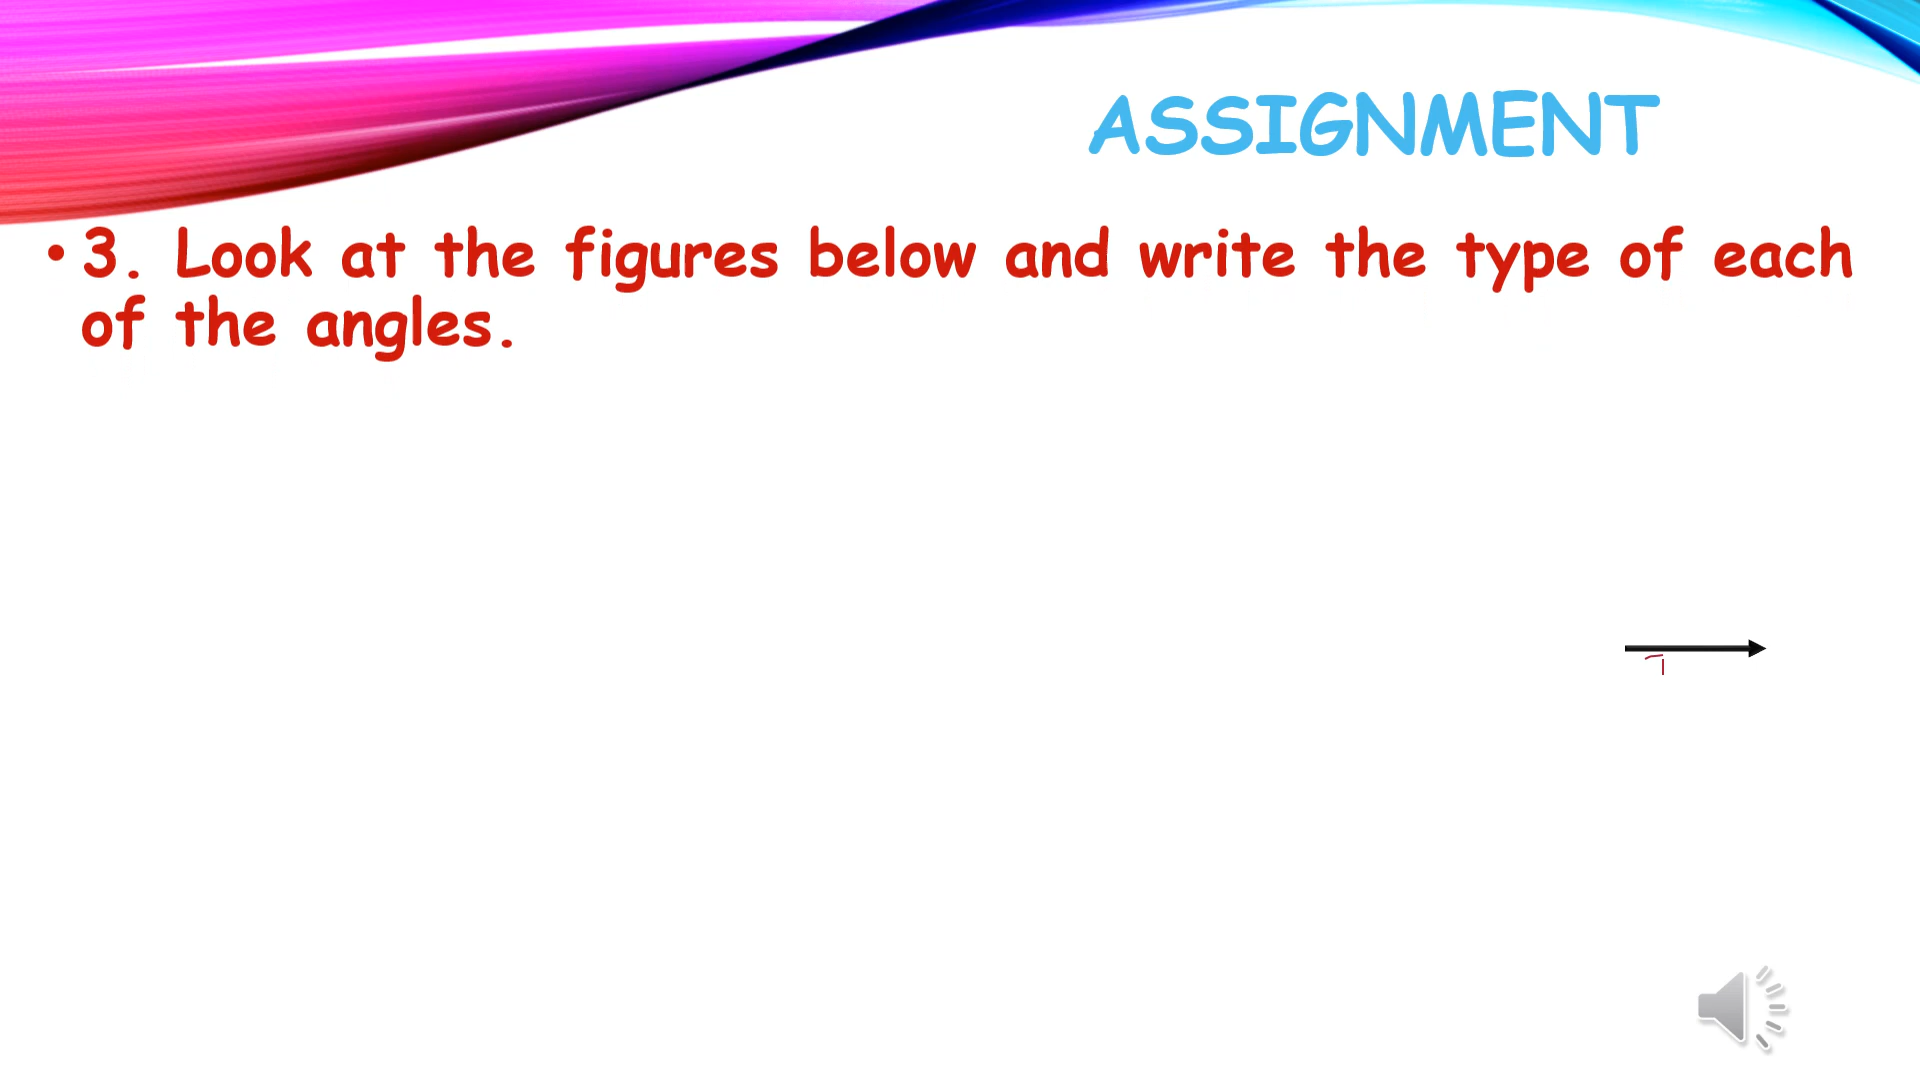 ASSIGNMENT
• 3. Look at the figures below and write the type of each
of the angles.